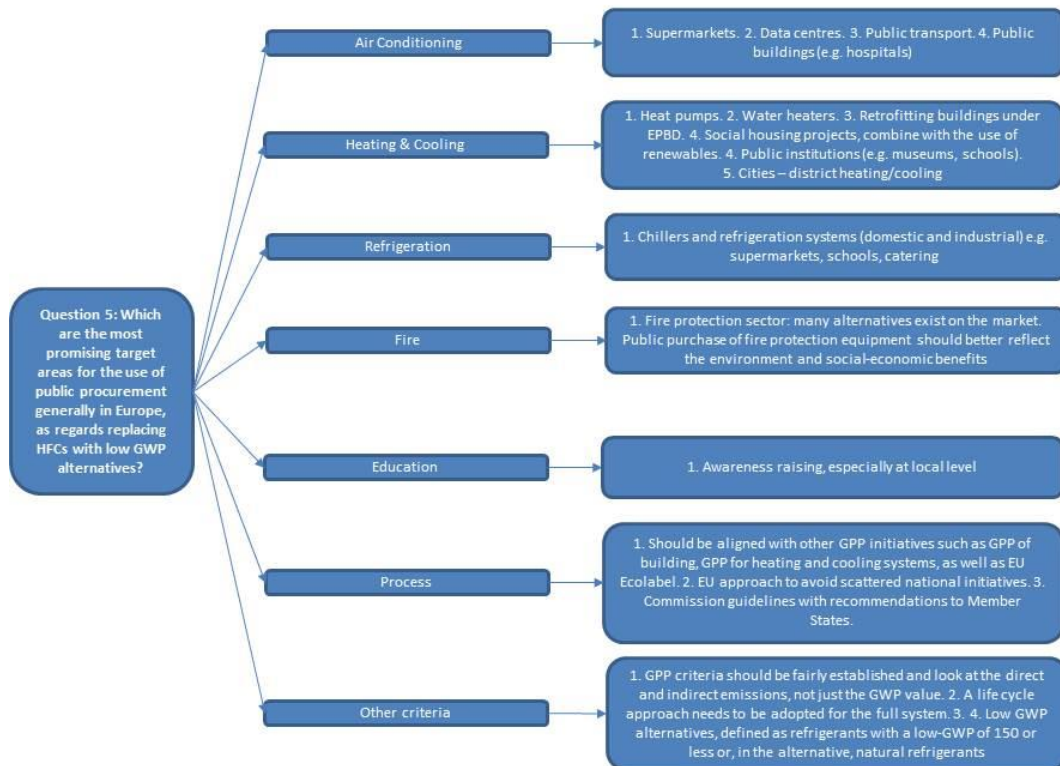 Question 5: Which
are the most
promising target
areas for the use of
public procurement
generally in Europe,
as regards replacing
HFCs with low GWP
alternatives?
Air Conditioning
1. Supermarkets. 2. Data centres. 3. Public transport. 4. Public
buildings (e.g. hospitals)
Heating & Cooling
1. Heat pumps. 2. Water heaters. 3. Retrofitting buildings under
EPBD. 4. Social housing projects, combine with the use of
renewables. 4. Public institutions (e.g. museums, schools).
5. Cities – district heating/cooling
Refrigeration
1. Chillers and refrigeration systems (domestic and industrial) e.g.
supermarkets, schools, catering
Fire
1. Fire protection sector: many alternatives exist on the market.
Public purchase of fire protection equipment should better reflect
the environment and social-economic benefits
Education
1. Awareness raising, especially at local level
Process
1. Should be aligned with other GPP initiatives such as GPP of
building, GPP for heating and cooling systems, as well as EU
Ecolabel. 2. EU approach to avoid scattered national initiatives. 3.
Commission guidelines with recommendations to Member
States.
Other criteria
1. GPP criteria should be fairly established and look at the direct
and indirect emissions, not just the GWP value. 2. A life cycle
approach needs to be adopted for the full system. 3. 4. Low GWP
alternatives, defined as refrigerants with a low-GWP of 150 or
less or, in the alternative, natural refrigerants